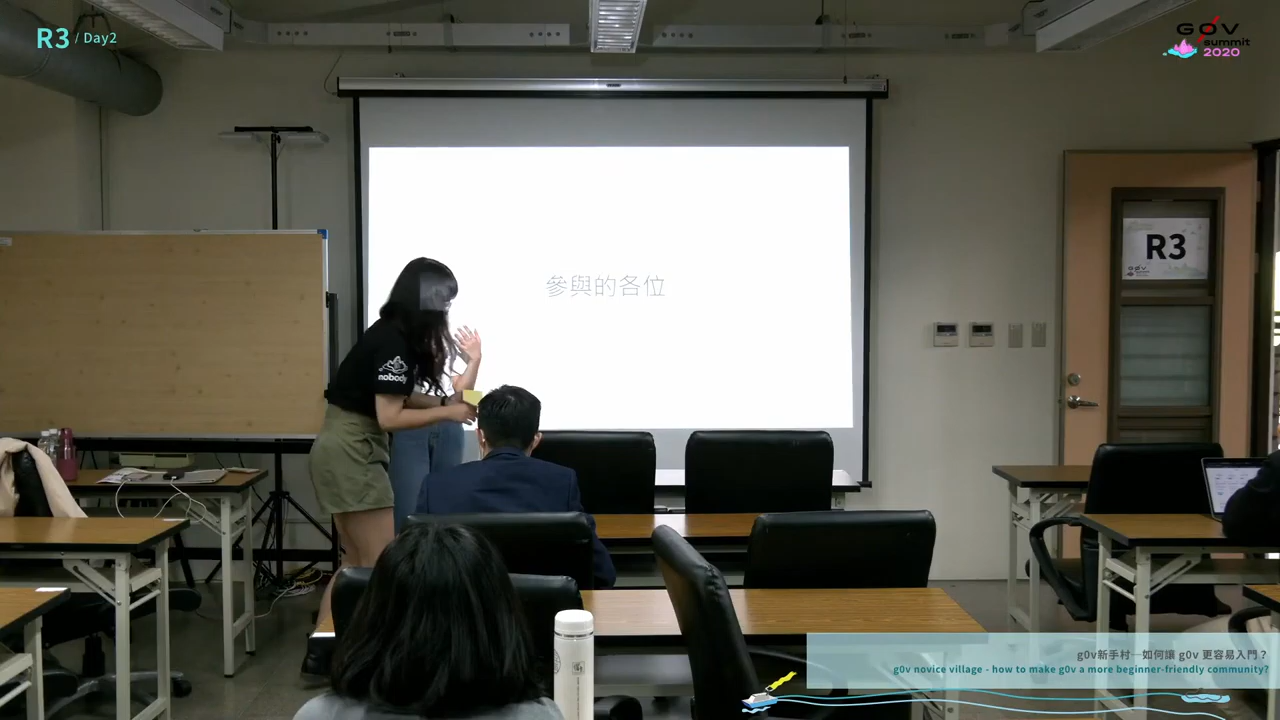 R3 / Day2
g0v
summit
2020
參與的各位
R3
g0v
nobody
g0v新手村—如何讓 g0v 更容易入門？
g0v novice village - how to make g0v a more beginner-friendly community?